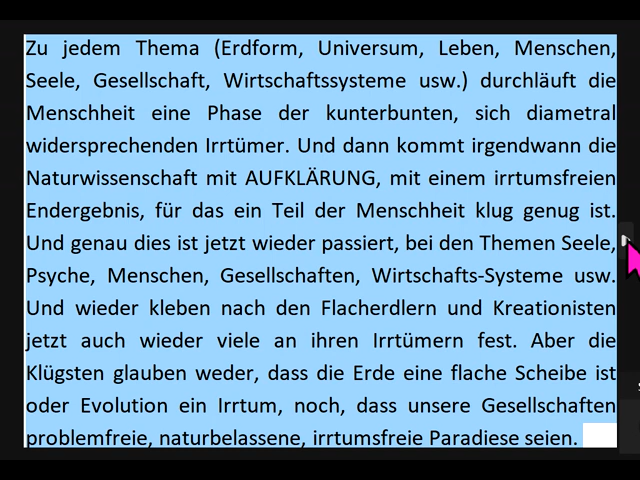 Zu jedem Thema (Erdform, Universum, Leben, Menschen,
Seele, Gesellschaft, Wirtschaftssysteme usw.) durchläuft die
Menschheit eine Phase der kunterbunten, sich diametral
widersprechenden Irrtümer. Und dann kommt irgendwann die
Naturwissenschaft mit AUFKLÄRUNG, mit einem irrtumsfreien
Endergebnis, für das ein Teil der Menschheit klug genug ist.
Und genau dies ist jetzt wieder passiert, bei den Themen Seele,
Psyche, Menschen, Gesellschaften, Wirtschafts-Systeme usw.
Und wieder kleben nach den Flacherdlern und Kreationisten
jetzt auch wieder viele an ihren Irrtümern fest. Aber die
Klügsten glauben weder, dass die Erde eine flache Scheibe ist
oder Evolution ein Irrtum, noch, dass unsere Gesellschaften
problemfreie, naturbelassene, irrtumsfreie Paradiese seien.